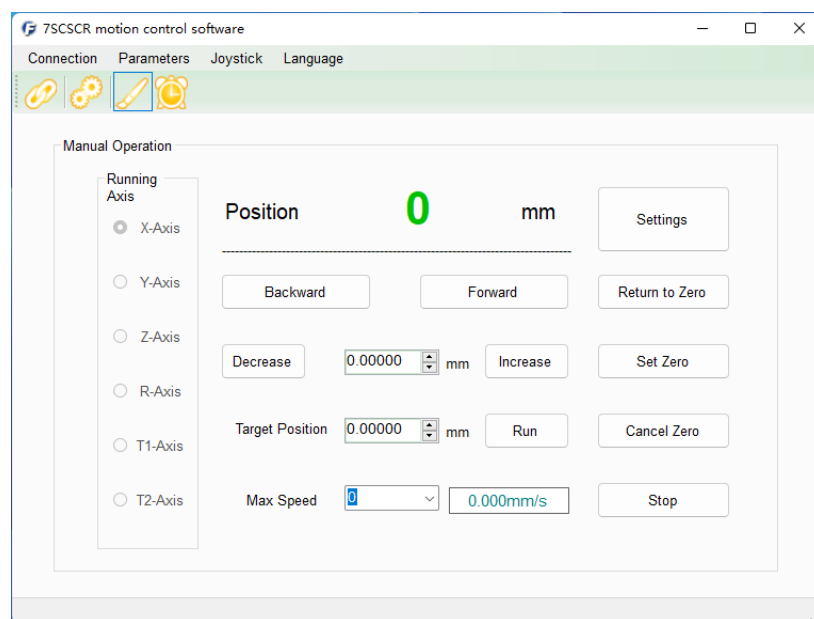 7SCSCR motion control software
Connection Parameters Joystick Language
Manual Operation
Running
Axis
X-Axis
Y-Axis
Z-Axis
R-Axis
T1-Axis
T2-Axis
Position 0 mm
Settings
--------------------------------------------------------------------------------
Backward Forward Return to Zero
Decrease 0.00000 mm Increase Set Zero
Target Position 0.00000 mm Run Cancel Zero
Max Speed 0 0.000mm/s Stop